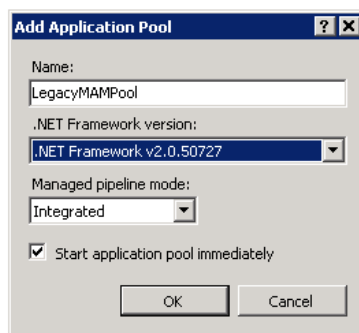 Add Application Pool
Name:
LegacyMAMPool
.NET Framework version:
.NET Framework v2.0.50727
Managed pipeline mode:
Integrated
Start application pool immediately
OK Cancel